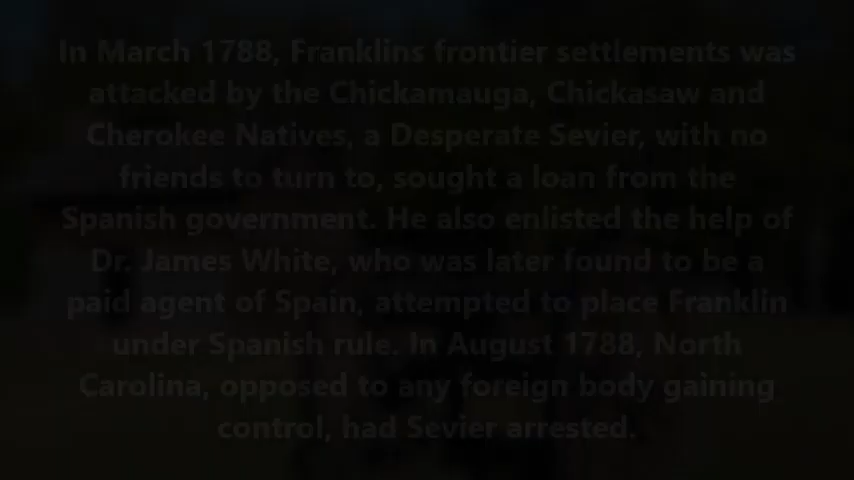 In March 1788, Franklins frontier settlements was
attacked by the Chickamauga, Chickasaw and
Cherokee Natives, a Desperate Sevier, with no
friends to turn to, sought a loan from the
Spanish government. He also enlisted the help of
Dr. James White, who was later found to be a
paid agent of Spain, attempted to place Franklin
under Spanish rule. In August 1788, North
Carolina, opposed to any foreign body gaining
control, had Sevier arrested.